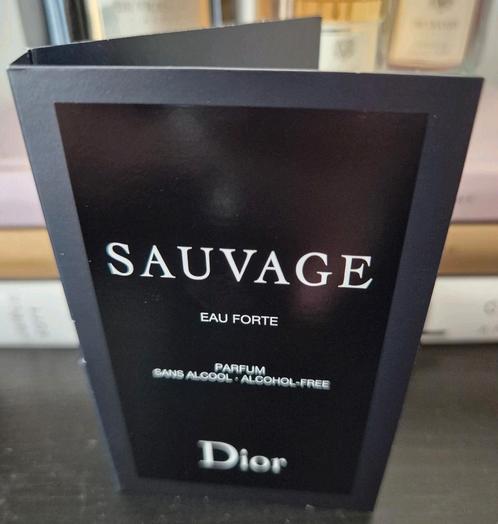 SAUVAGE
EAU FORTE
PARFUM
SANS ALCOOL · ALCOHOL-FREE
Dior